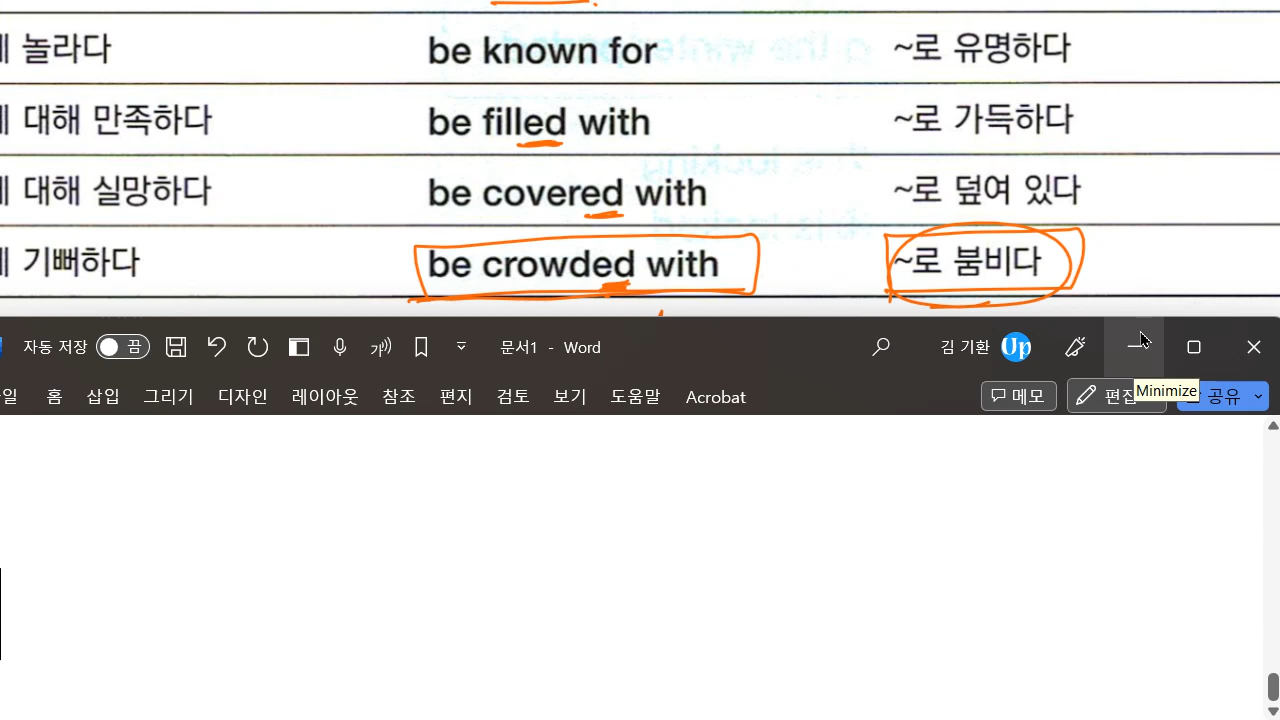 놀라다 be known for ~로 유명하다
대해 만족하다 be filled with ~로 가득하다
대해 실망하다 be covered with ~로 덮여 있다
기뻐하다 be crowded with ~로 붐비다
자동 저장 끔 가)) 문서1 - Word 김 기환 Up
일 홈 삽입 그리기 디자인 레이아웃 참조 편지 검토 보기 도움말 Acrobat 메모 편집 Minimize 공유